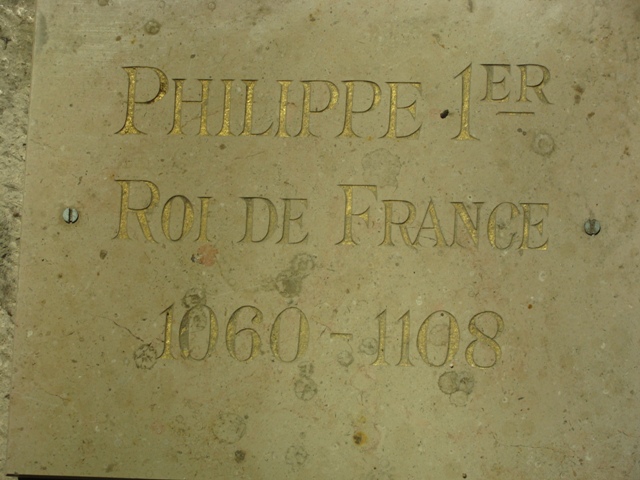 PHILIPPE 1ER
ROI DE FRANCE
1060 - 1108